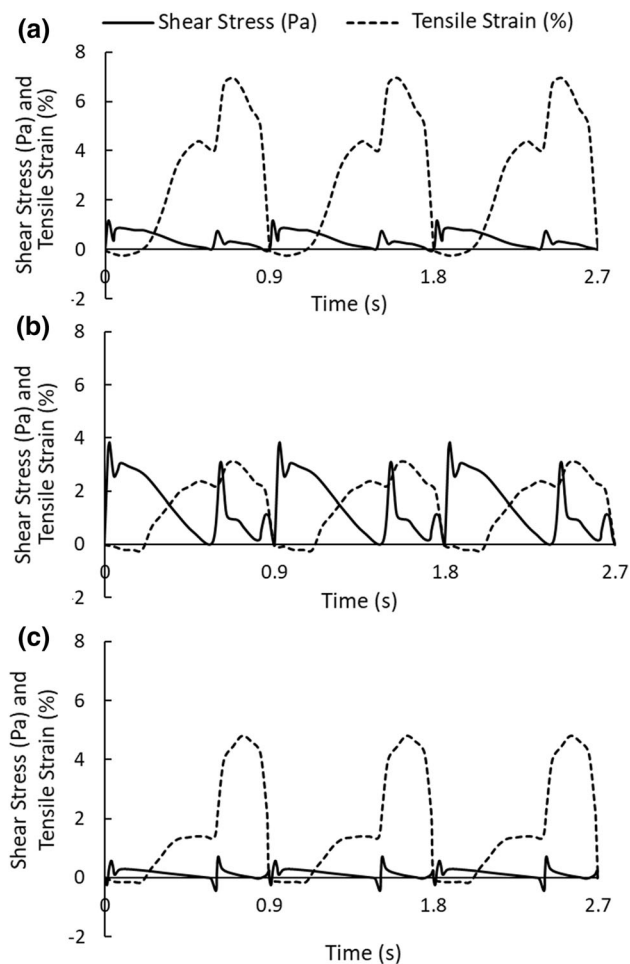 (a)
Shear Stress (Pa)
Tensile Strain (%)
Shear Stress (Pa) and
Tensile Strain (%)
8
6
4
2
0
-2
0
0.9
1.8
2.7
Time (s)
(b)
Shear Stress (Pa) and
Tensile Strain (%)
8
6
4
2
0
-2
0
0.9
1.8
2.7
Time (s)
(c)
Shear Stress (Pa) and
Tensile Strain (%)
8
6
4
2
0
-2
0
0.9
1.8
2.7
Time (s)